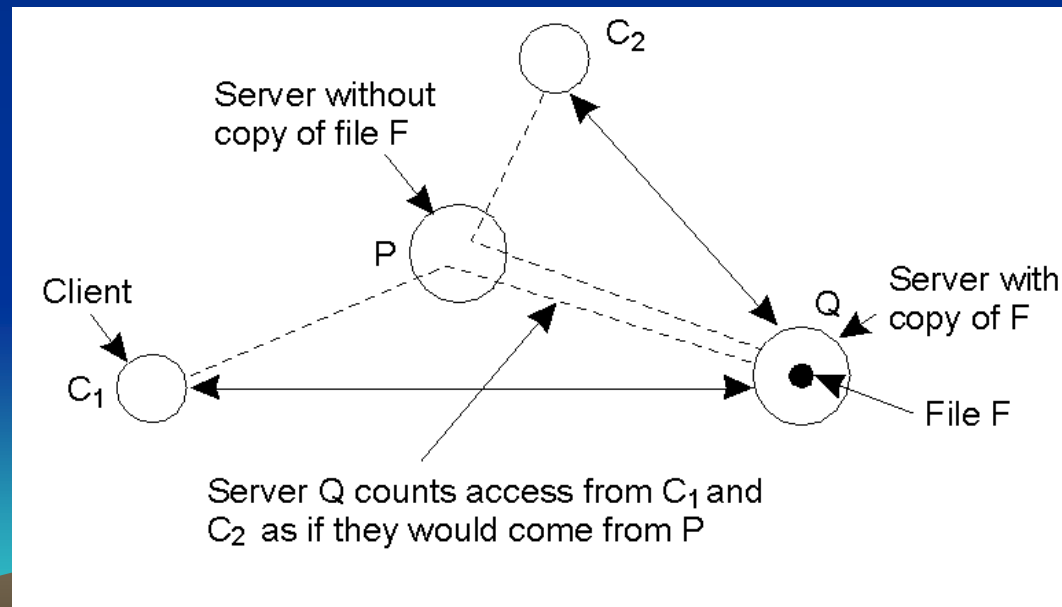 C₂
Server without
copy of file F
P
Client
Server with
copy of F
Q
C₁
File F
Server Q counts access from C₁ and
C₂ as if they would come from P